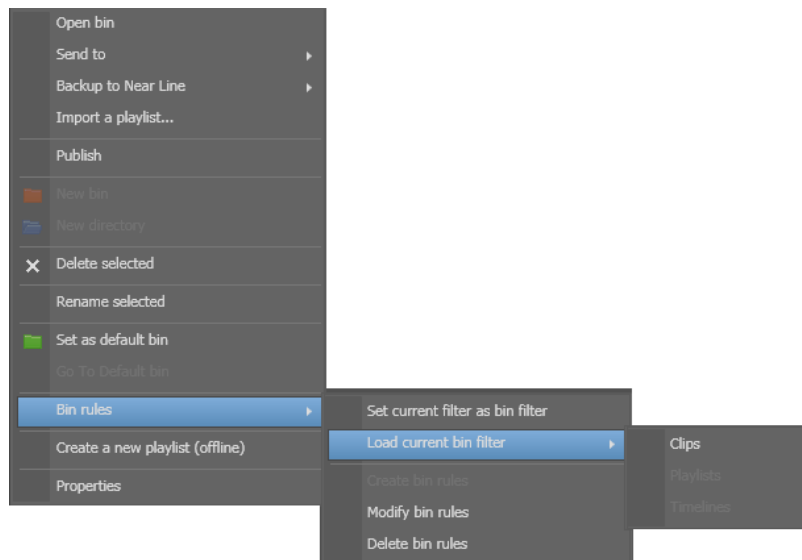 Open bin
Send to
Backup to Near Line
Import a playlist...
Publish
New bin
New directory
Delete selected
Rename selected
Set as default bin
Go To Default bin
Bin rules
Create a new playlist (offline)
Properties
Set current filter as bin filter
Load current bin filter
Create bin rules
Modify bin rules
Delete bin rules
Clips
Playlists
Timelines